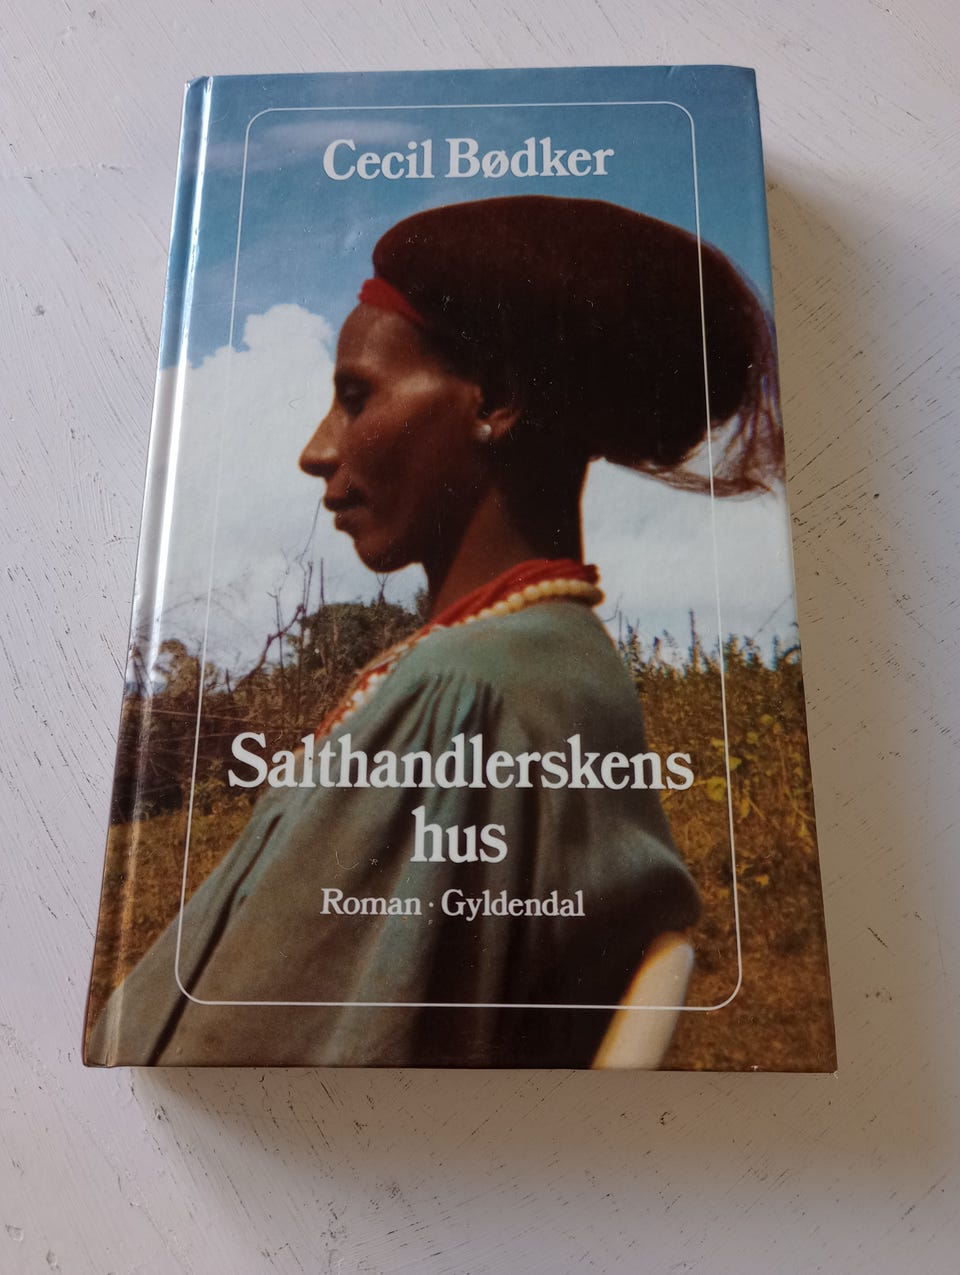 Cecil Bødker
Salthandlerskens
hus
Roman · Gyldendal